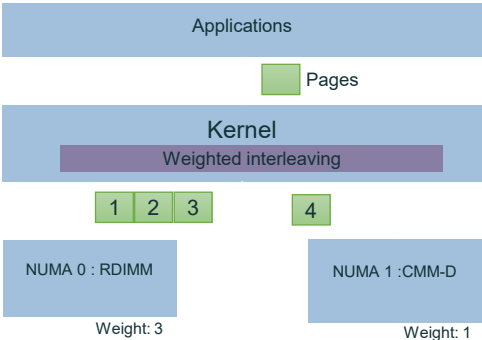 Applications
Pages
Kernel
Weighted interleaving
1 2 3 4
NUMA 0 : RDIMM
NUMA 1 :CMM-D
Weight: 3
Weight: 1